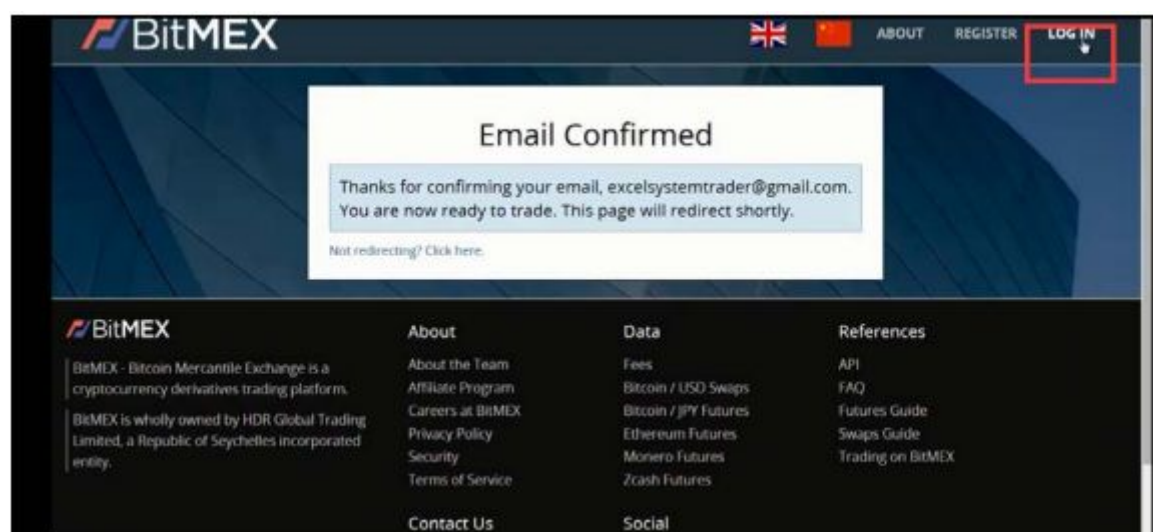 BitMEX
ABOUT REGISTER LOG IN
Email Confirmed
Thanks for confirming your email, excelsystemtrader@gmail.com.
You are now ready to trade. This page will redirect shortly.
Not redirecting? Click here.
BitMEX
BitMEX - Bitcoin Mercantile Exchange is a
cryptocurrency derivatives trading platform.
BitMEX is wholly owned by HDR Global Trading
Limited, a Republic of Seychelles incorporated
entity.
About
About the Team
Affiliate Program
Careers at BitMEX
Privacy Policy
Security
Terms of Service
Contact Us
Data
Fees
Bitcoin / USD Swaps
Bitcoin / JPY Futures
Ethereum Futures
Monero Futures
Zcash Futures
Social
References
API
FAQ
Futures Guide
Swaps Guide
Trading on BitMEX